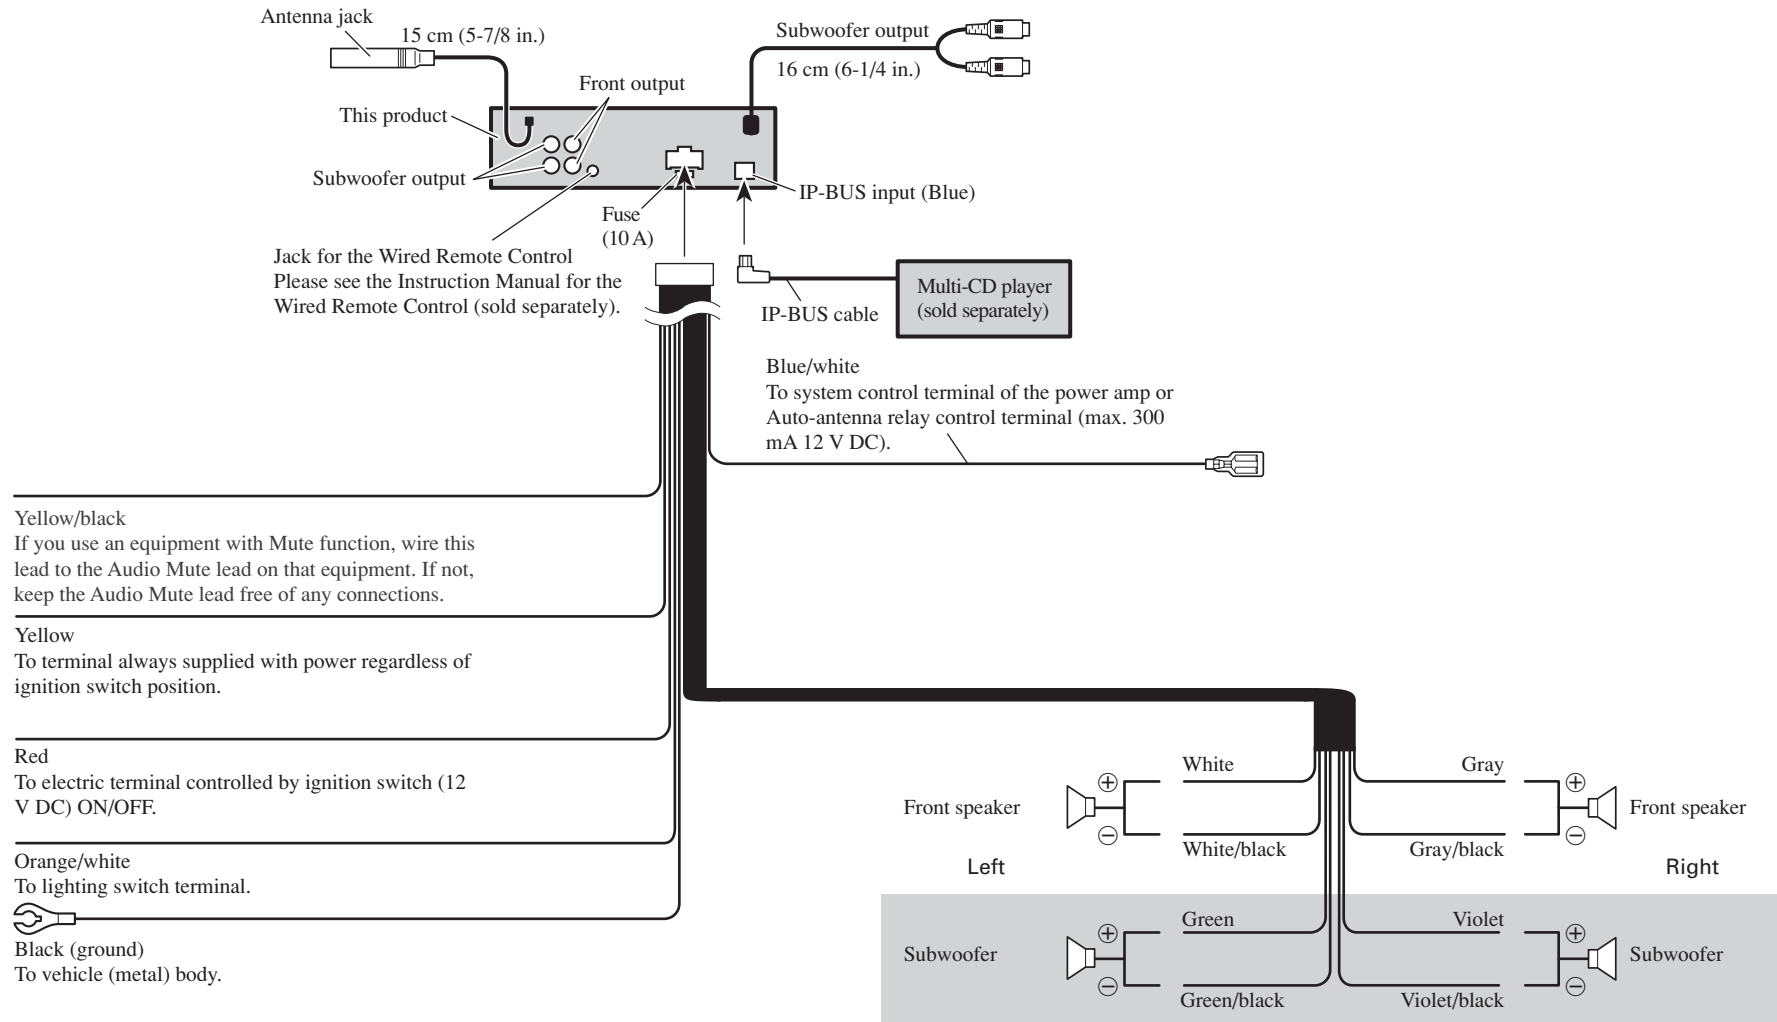 Antenna jack
15 cm (5-7/8 in.)
Subwoofer output
16 cm (6-1/4 in.)
Front output
This product
Subwoofer output
IP-BUS input (Blue)
Fuse
(10 A)
Jack for the Wired Remote Control
Please see the Instruction Manual for the
Wired Remote Control (sold separately).
Multi-CD player
(sold separately)
IP-BUS cable
Blue/white
To system control terminal of the power amp or
Auto-antenna relay control terminal (max. 300
mA 12 V DC).
Yellow/black
If you use an equipment with Mute function, wire this
lead to the Audio Mute lead on that equipment. If not,
keep the Audio Mute lead free of any connections.
Yellow
To terminal always supplied with power regardless of
ignition switch position.
Red
To electric terminal controlled by ignition switch (12
V DC) ON/OFF.
Orange/white
To lighting switch terminal.
Black (ground)
To vehicle (metal) body.
White
Gray
+
+
Front speaker
Front speaker
−
−
White/black
Gray/black
Left
Right
Green
Violet
+
+
Subwoofer
Subwoofer
−
−
Green/black
Violet/black